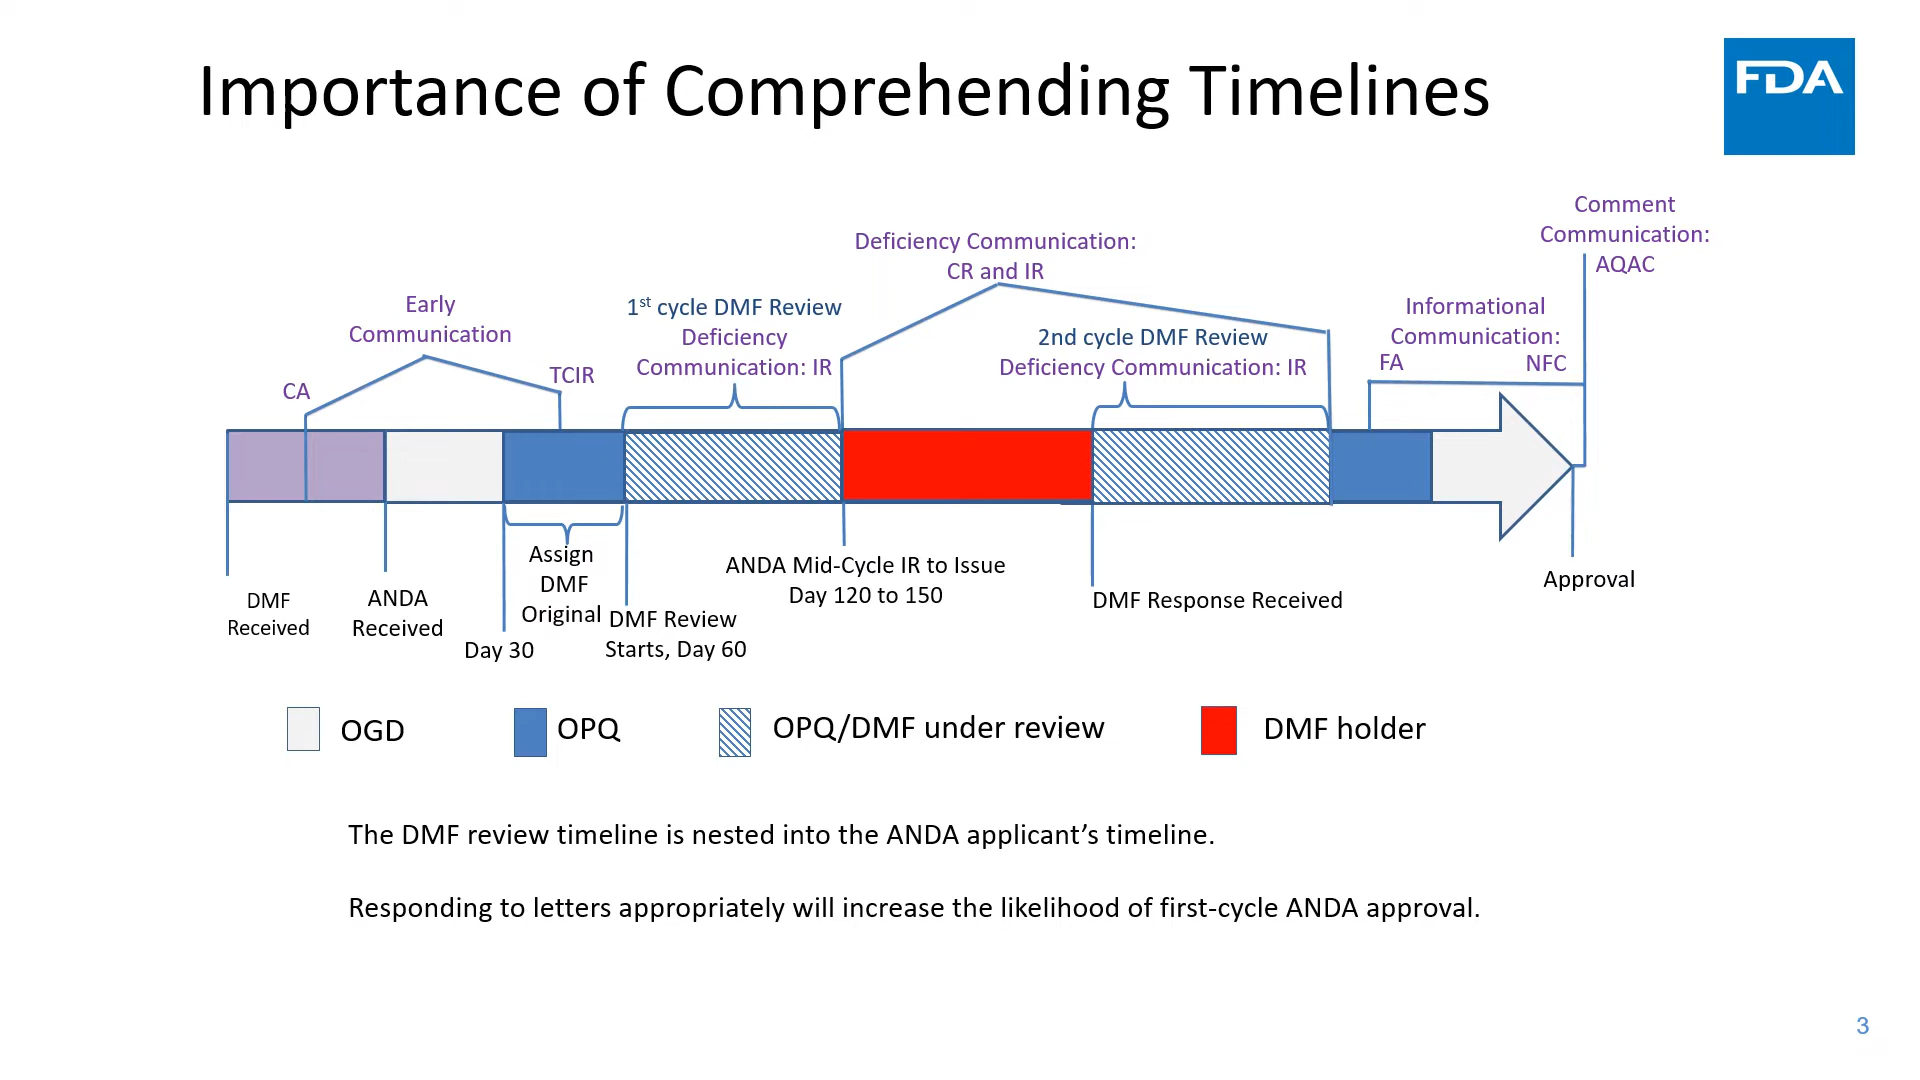 Importance of Comprehending Timelines
FDA
Comment
Communication:
AQAC
Deficiency Communication:
CR and IR
Early
Communication
1st cycle DMF Review
Deficiency
Communication: IR
2nd cycle DMF Review
Deficiency Communication: IR
Informational
Communication:
FA
NFC
CA
TCIR
DMF
Received
ANDA
Received
Day 30
Assign
DMF
Original
DMF Review
Starts, Day 60
ANDA Mid-Cycle IR to Issue
Day 120 to 150
DMF Response Received
Approval
OGD
OPQ
OPQ/DMF under review
DMF holder
The DMF review timeline is nested into the ANDA applicant’s timeline.
Responding to letters appropriately will increase the likelihood of first-cycle ANDA approval.
3